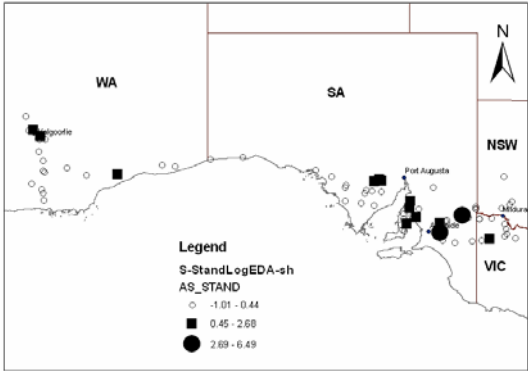 N
WA
SA
NSW
Port Augusta
VIC
Legend
S-StandLogEDA-sh
AS_STAND
-1.01 - 0.44
0.45 - 2.68
2.69 - 6.49